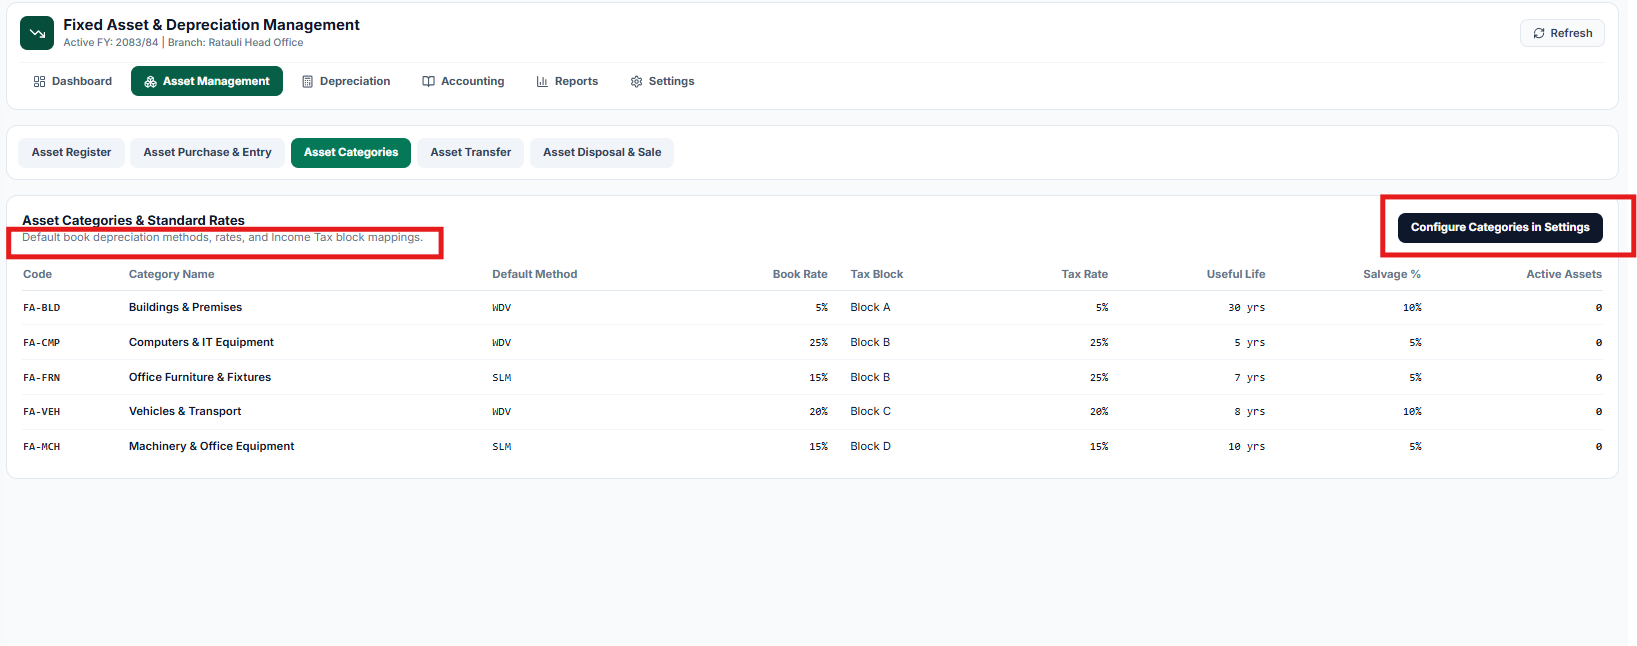 Fixed Asset & Depreciation Management
Active FY: 2083/84 | Branch: Ratauli Head Office
Refresh
Dashboard Asset Management Depreciation Accounting Reports Settings
Asset Register Asset Purchase & Entry Asset Categories Asset Transfer Asset Disposal & Sale
Asset Categories & Standard Rates
Default book depreciation methods, rates, and Income Tax block mappings.
Configure Categories in Settings
Code Category Name Default Method Book Rate Tax Block Tax Rate Useful Life Salvage % Active Assets
FA-BLD Buildings & Premises WDV 5% Block A 5% 30 yrs 10% 0
FA-CMP Computers & IT Equipment WDV 25% Block B 25% 5 yrs 5% 0
FA-FRN Office Furniture & Fixtures SLM 15% Block B 25% 7 yrs 5% 0
FA-VEH Vehicles & Transport WDV 20% Block C 20% 8 yrs 10% 0
FA-MCH Machinery & Office Equipment SLM 15% Block D 15% 10 yrs 5% 0